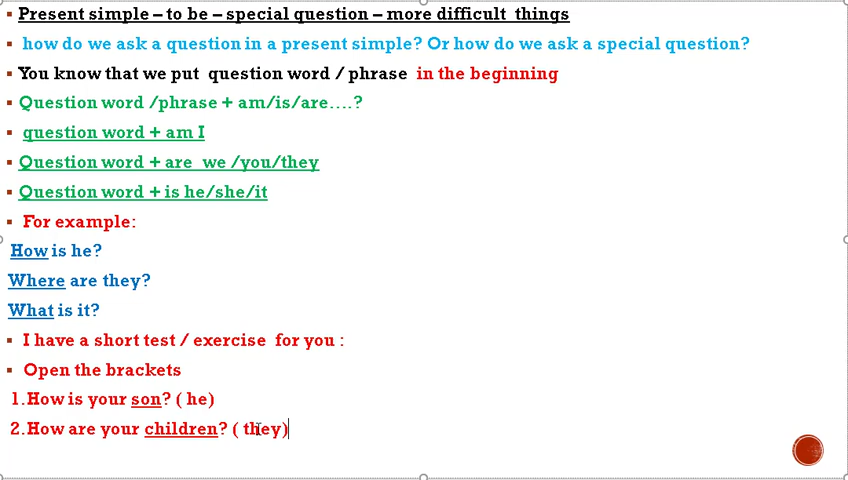 Present simple – to be – special question – more difficult things
how do we ask a question in a present simple? Or how do we ask a special question?
You know that we put question word / phrase in the beginning
Question word /phrase + am/is/are....?
question word + am I
Question word + are we /you/they
Question word + is he/she/it
For example:
How is he?
Where are they?
What is it?
I have a short test / exercise for you :
Open the brackets
1.How is your son? ( he)
2.How are your children? ( they)